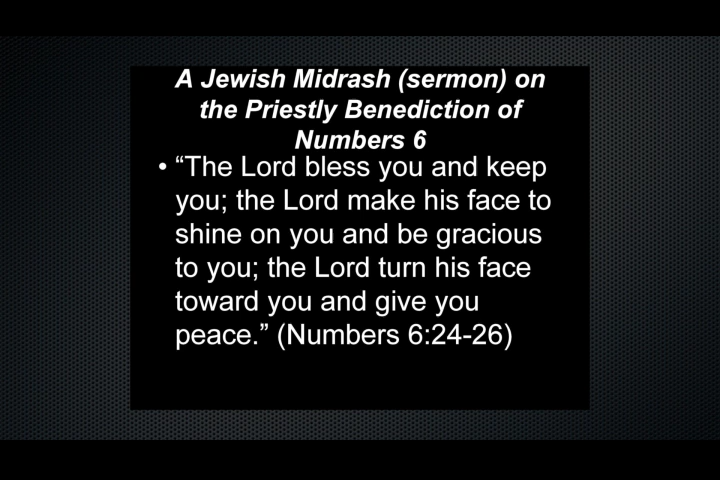 A Jewish Midrash (sermon) on
the Priestly Benediction of
Numbers 6
• “The Lord bless you and keep
you; the Lord make his face to
shine on you and be gracious
to you; the Lord turn his face
toward you and give you
peace.” (Numbers 6:24-26)